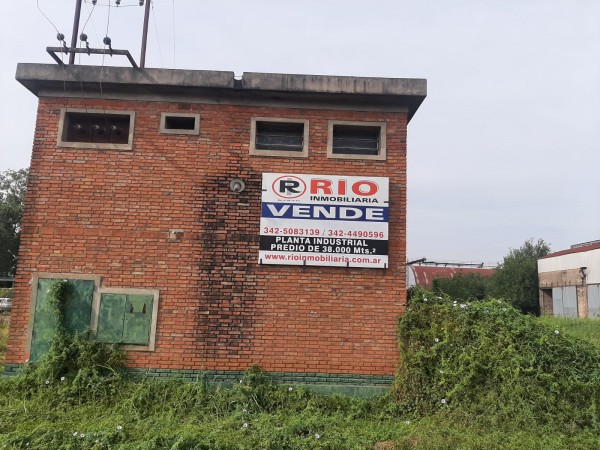 R RIO
INMOBILIARIA
VENDE
342-5083139 / 342-4490596
PLANTA INDUSTRIAL
PREDIO DE 38.000 Mts.²
www.rioinmobiliaria.com.ar